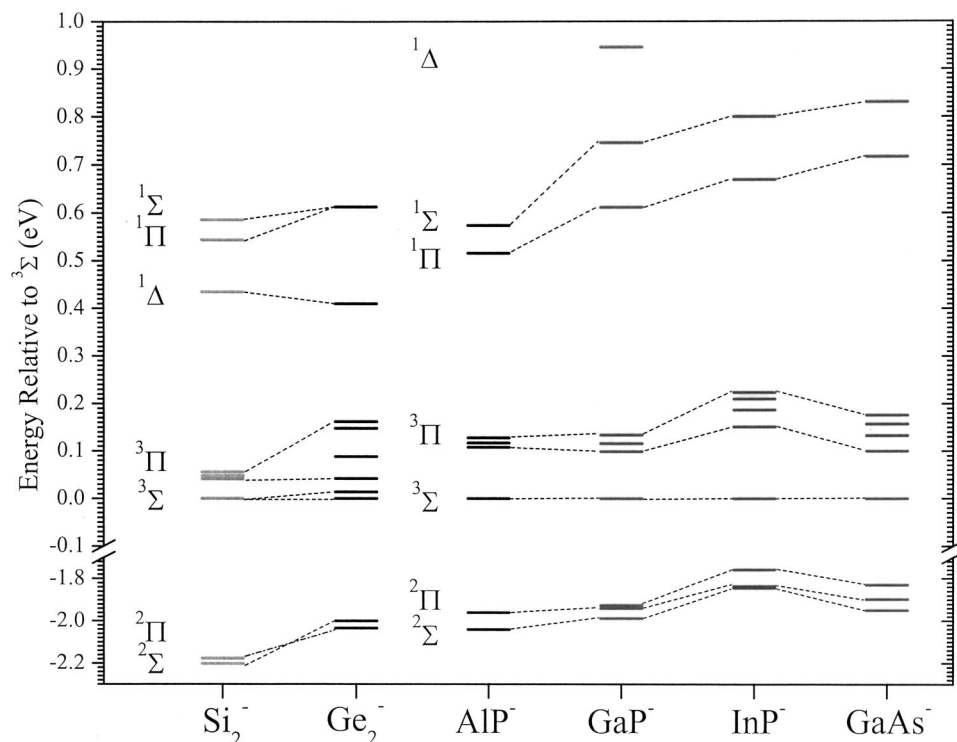 Energy Relative to ³Σ (eV)
1.0
0.9
0.8
0.7
0.6
0.5
0.4
0.3
0.2
0.1
0.0
-0.1
-1.8
-2.0
-2.2
¹Σ
¹Π
¹Δ
³Π
³Σ
²Π
²Σ
¹Δ
¹Σ
¹Π
³Π
³Σ
²Π
²Σ
Si₂⁻ Ge₂⁻ AlP⁻ GaP⁻ InP⁻ GaAs⁻